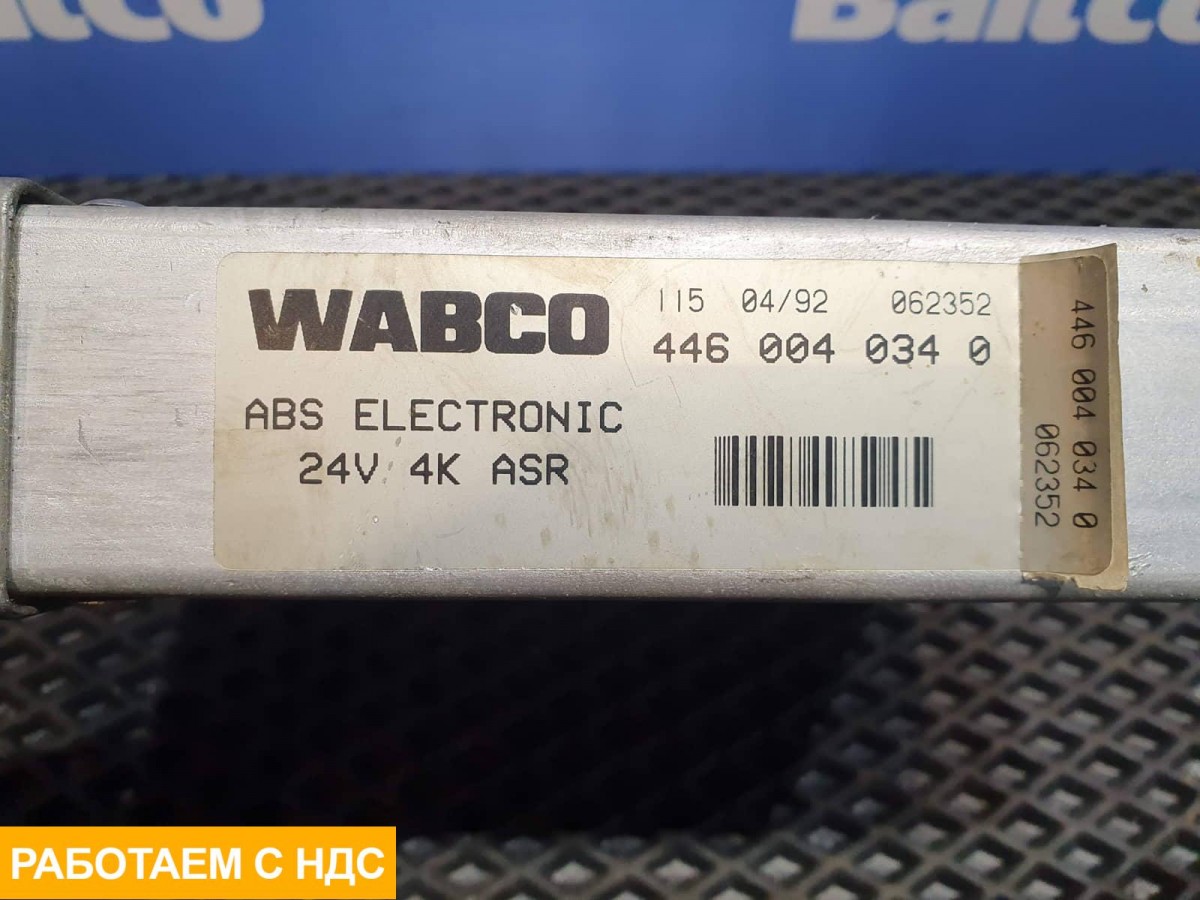 Baltco
WABCO
115 04/92 062352
446 004 034 0
ABS ELECTRONIC
24V 4K ASR
446 004 034 0
062352
РАБОТАЕМ С НДС